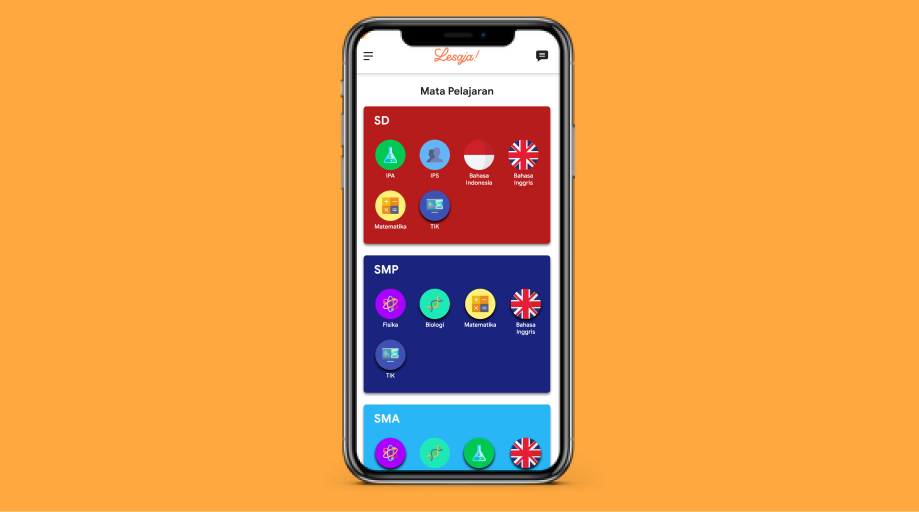 Lesgja!
Mata Pelajaran
SD
IPA
IPS
Bahasa
Indonesia
Bahasa
Inggris
Matematika
TIK
SMP
Fisika
Biologi
Matematika
Bahasa
Inggris
TIK
SMA